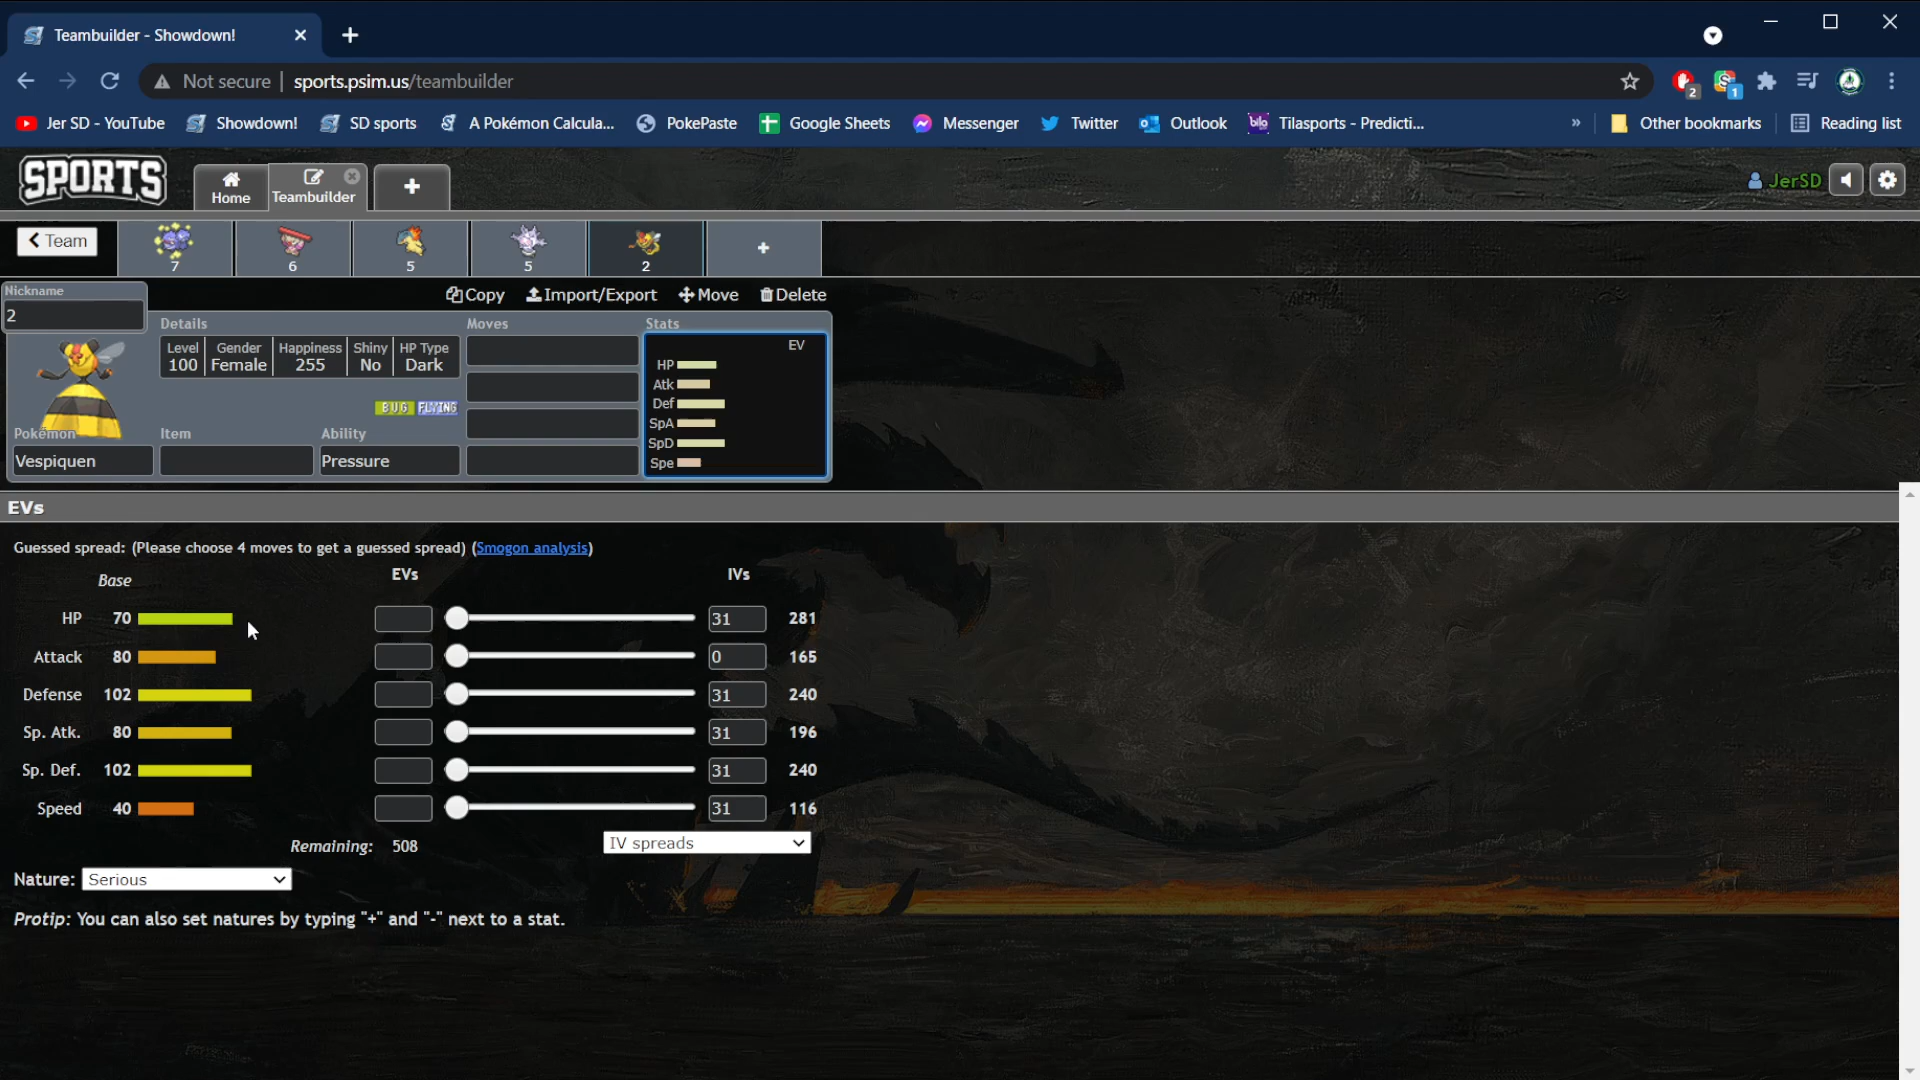 Teambuilder - Showdown!
Not secure | sports.psim.us/teambuilder
2
1
Jer SD - YouTube
Showdown!
SD sports
A Pokémon Calcula...
PokePaste
Google Sheets
Messenger
Twitter
Outlook
bilo Tilasports - Predicti...
»
Other bookmarks
Reading list
SPORTS
Home
Teambuilder
JerSD
< Team
7
6
5
5
2
+
Copy
Import/Export
Move
Delete
Nickname
2
Details
Moves
Stats
Level
Gender
Happiness
Shiny
HP Type
100
Female
255
No
Dark
EV
HP
Atk
Def
SpA
SpD
Spe
BUG
FLYING
Pokémon
Item
Ability
Vespiquen
Pressure
EVs
Guessed spread: (Please choose 4 moves to get a guessed spread) (Smogon analysis)
Base EVs IVs
HP 70 31 281
Attack 80 0 165
Defense 102 31 240
Sp. Atk. 80 31 196
Sp. Def. 102 31 240
Speed 40 31 116
Remaining: 508
IV spreads
Nature: Serious
Protip: You can also set natures by typing "+" and "-" next to a stat.